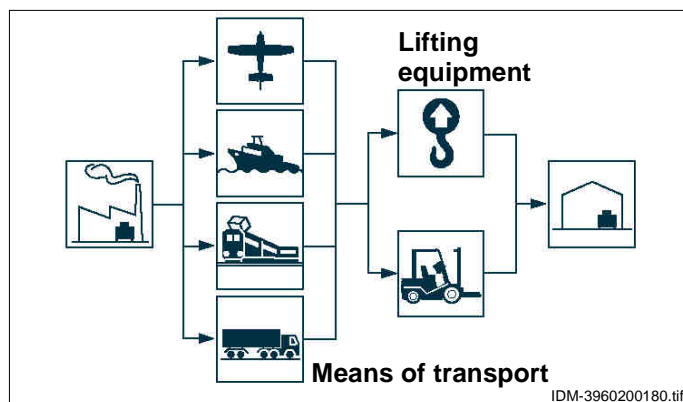 Lifting
equipment
Means of transport
IDM-3960200180.tif